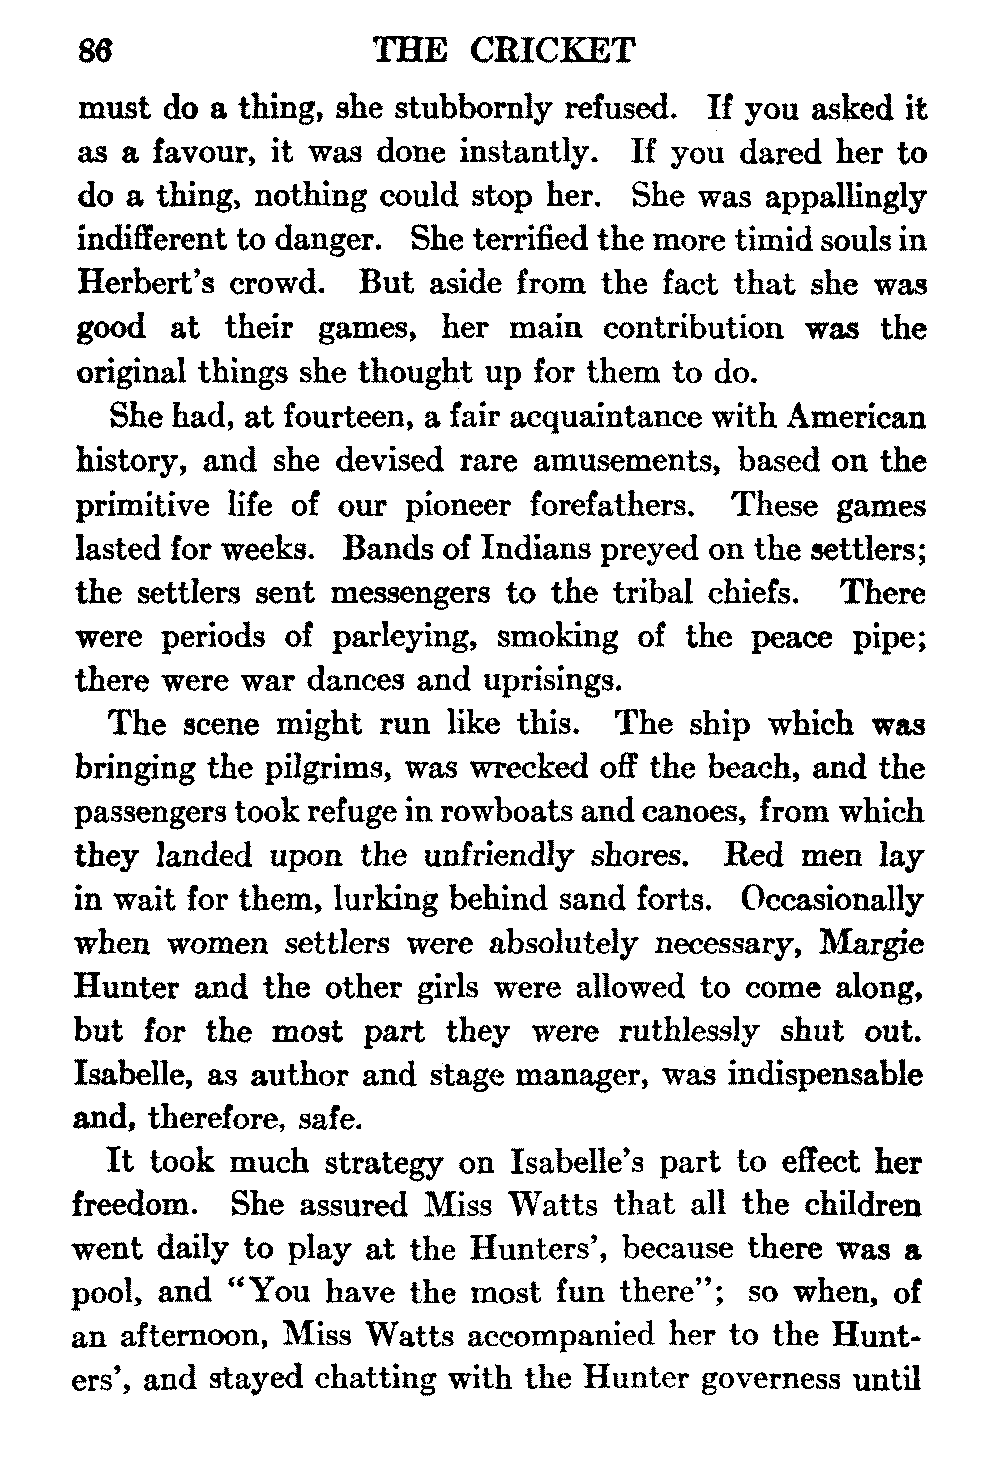 86 THE CRICKET
must do a thing, she stubbornly refused. If you asked it
as a favour, it was done instantly. If you dared her to
do a thing, nothing could stop her. She was appallingly
indifferent to danger. She terrified the more timid souls in
Herbert's crowd. But aside from the fact that she was
good at their games, her main contribution was the
original things she thought up for them to do.
She had, at fourteen, a fair acquaintance with American
history, and she devised rare amusements, based on the
primitive life of our pioneer forefathers. These games
lasted for weeks. Bands of Indians preyed on the settlers;
the settlers sent messengers to the tribal chiefs. There
were periods of parleying, smoking of the peace pipe;
there were war dances and uprisings.
The scene might run like this. The ship which was
bringing the pilgrims, was wrecked off the beach, and the
passengers took refuge in rowboats and canoes, from which
they landed upon the unfriendly shores. Red men lay
in wait for them, lurking behind sand forts. Occasionally
when women settlers were absolutely necessary, Margie
Hunter and the other girls were allowed to come along,
but for the most part they were ruthlessly shut out.
Isabelle, as author and stage manager, was indispensable
and, therefore, safe.
It took much strategy on Isabelle's part to effect her
freedom. She assured Miss Watts that all the children
went daily to play at the Hunters', because there was a
pool, and "You have the most fun there"; so when, of
an afternoon, Miss Watts accompanied her to the Hunt-
ers', and stayed chatting with the Hunter governess until